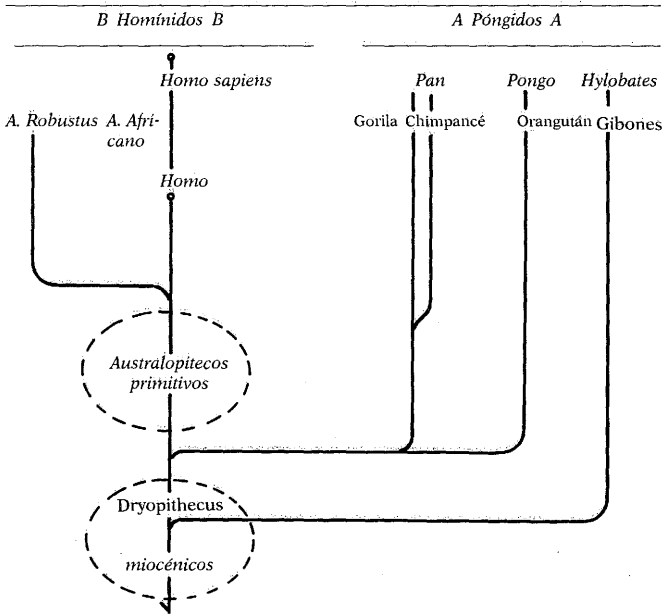 B Homínidos B
A Póngidos A
Homo sapiens
Pan
Pongo
Hylobates
A. Robustus A. Afri-
cano
Gorila Chimpancé
Orangután
Gibones
Homo
Australopitecos
primitivos
Dryopithecus
miocénicos